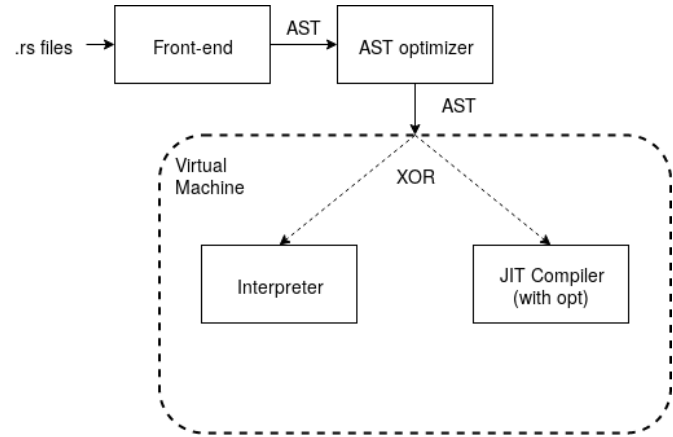 .rs files
Front-end
AST
AST optimizer
AST
Virtual
Machine
XOR
Interpreter
JIT Compiler
(with opt)